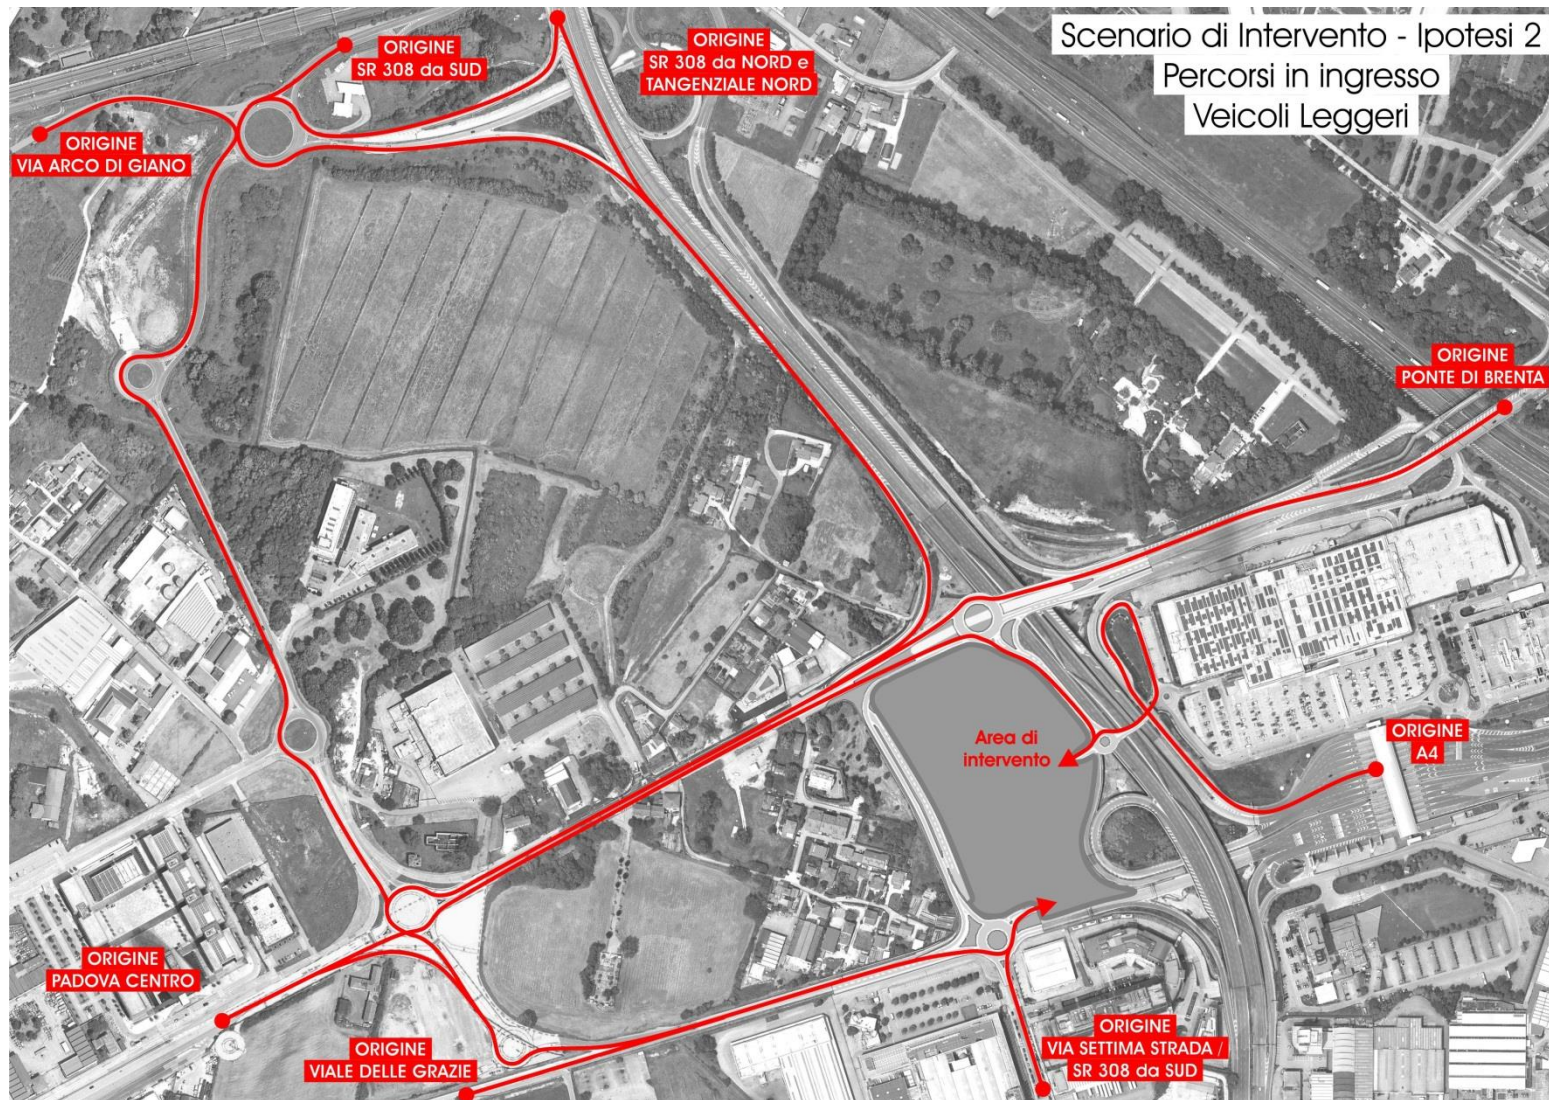 Scenario di Intervento - Ipotesi 2
Percorsi in ingresso
Veicoli Leggeri
ORIGINE
SR 308 da SUD
ORIGINE
SR 308 da NORD e
TANGENZIALE NORD
ORIGINE
VIA ARCO DI GIANO
ORIGINE
PONTE DI BRENTA
Area di
intervento
ORIGINE
A4
ORIGINE
PADOVA CENTRO
ORIGINE
VIALE DELLE GRAZIE
ORIGINE
VIA SETTIMA STRADA /
SR 308 da SUD